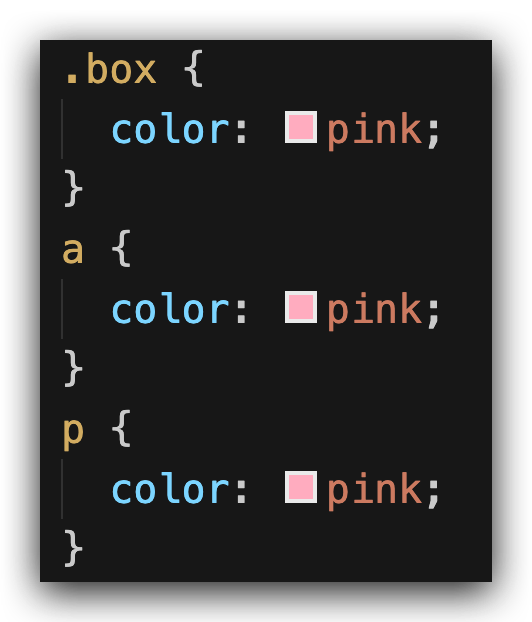 .box {
  color: pink;
}
a {
  color: pink;
}
p {
  color: pink;
}